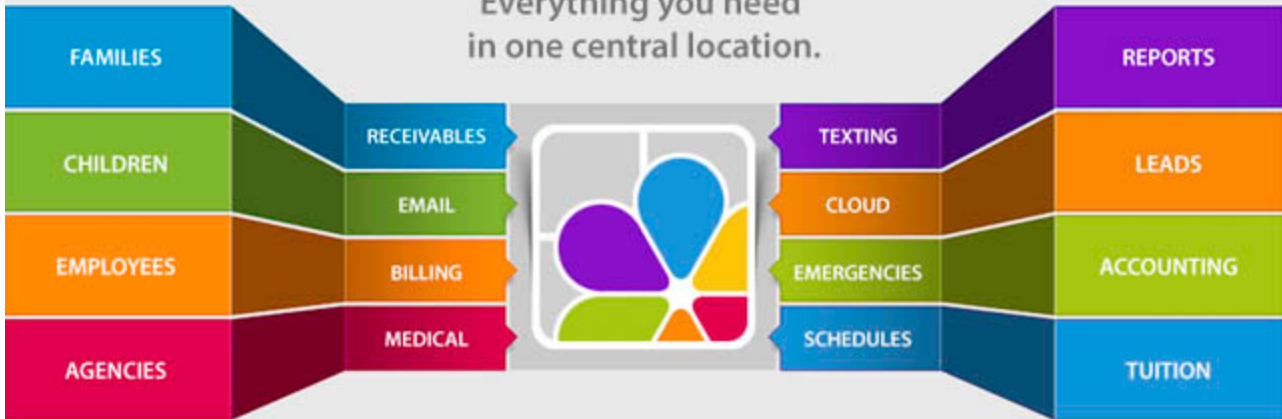 Everything you need
in one central location.
FAMILIES
CHILDREN
EMPLOYEES
AGENCIES
RECEIVABLES
EMAIL
BILLING
MEDICAL
TEXTING
CLOUD
EMERGENCIES
SCHEDULES
REPORTS
LEADS
ACCOUNTING
TUITION